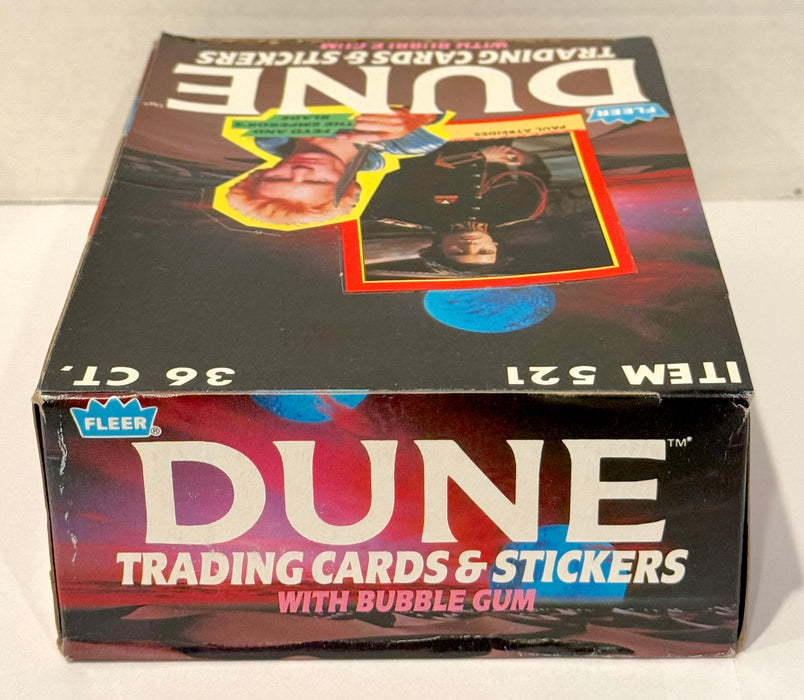 WITH BUBBLE GUM
TRADING CARDS & STICKERS
DUNE
FLEER
PAUL ATREIDES
FEYD AND
THE EMPEROR'S
BLADE
ITEM 521
36 CT.
FLEER®
DUNE™*
TRADING CARDS & STICKERS
WITH BUBBLE GUM